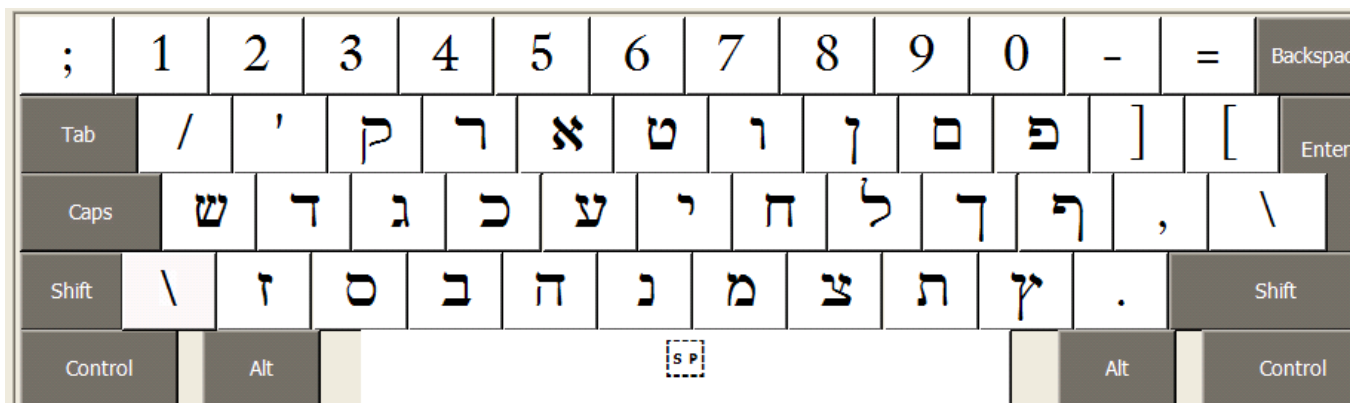 ; 1 2 3 4 5 6 7 8 9 0 - = Backspac
Tab / ' ק ר א ט ו ן ם פ ] [ Enter
Caps ש ד ג כ ע י ח ל ך ף , \
Shift \ ז ס ב ה נ מ צ ת ץ . Shift
Control Alt SP Alt Control